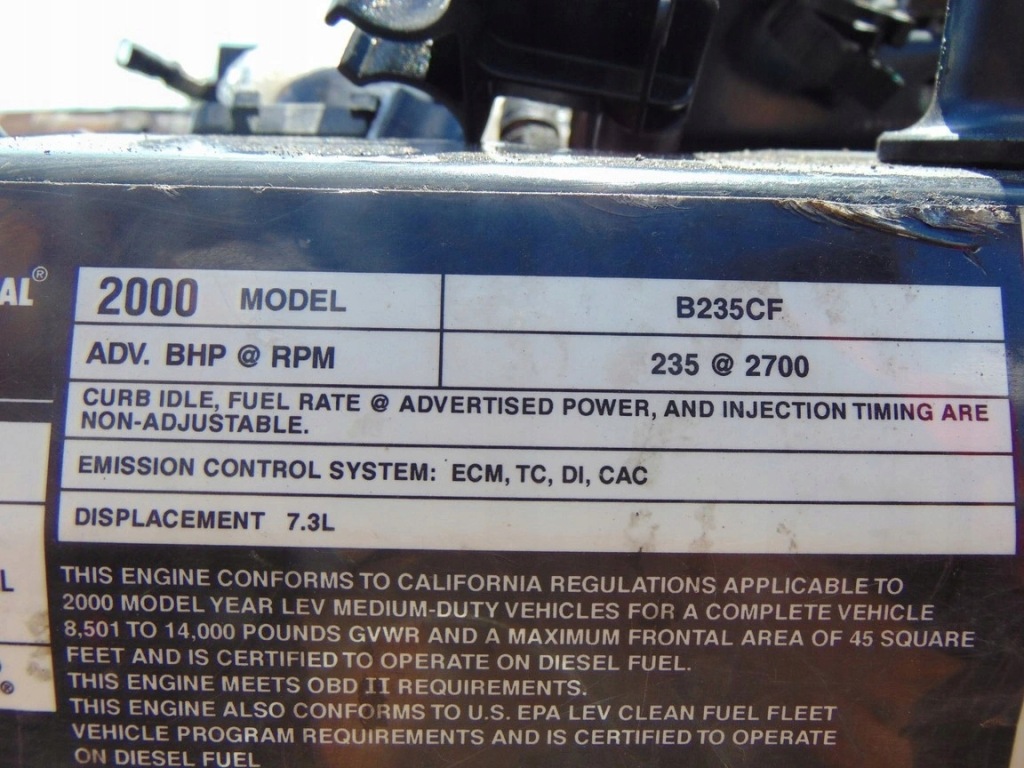 AL®
2000 MODEL B235CF
ADV. BHP @ RPM 235 @ 2700
CURB IDLE, FUEL RATE @ ADVERTISED POWER, AND INJECTION TIMING ARE
NON-ADJUSTABLE.
EMISSION CONTROL SYSTEM: ECM, TC, DI, CAC
DISPLACEMENT 7.3L
L
®
THIS ENGINE CONFORMS TO CALIFORNIA REGULATIONS APPLICABLE TO
2000 MODEL YEAR LEV MEDIUM-DUTY VEHICLES FOR A COMPLETE VEHICLE
8,501 TO 14,000 POUNDS GVWR AND A MAXIMUM FRONTAL AREA OF 45 SQUARE
FEET AND IS CERTIFIED TO OPERATE ON DIESEL FUEL.
THIS ENGINE MEETS OBD II REQUIREMENTS.
THIS ENGINE ALSO CONFORMS TO U.S. EPA LEV CLEAN FUEL FLEET
VEHICLE PROGRAM REQUIREMENTS AND IS CERTIFIED TO OPERATE
ON DIESEL FUEL